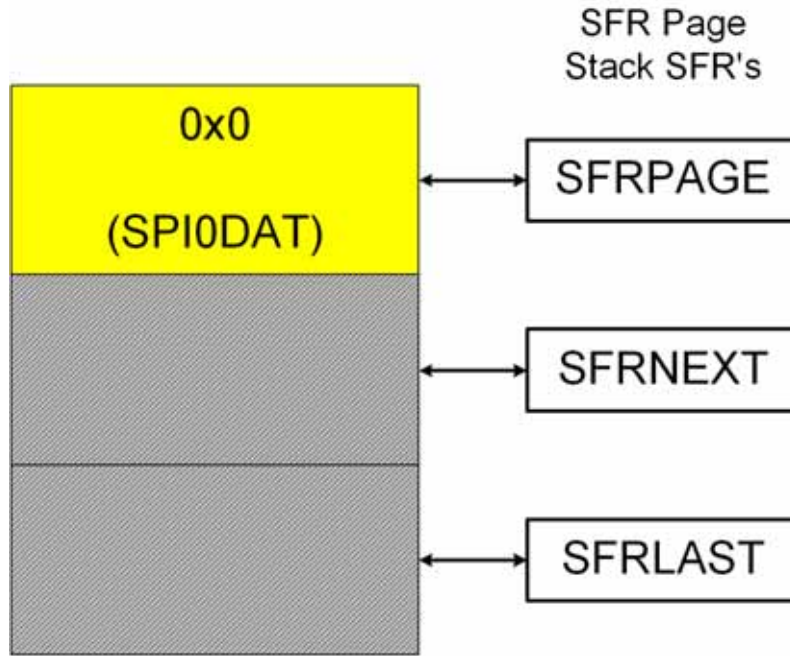 SFR Page
Stack SFR's
0x0
(SPI0DAT)
SFRPAGE
SFRNEXT
SFRLAST